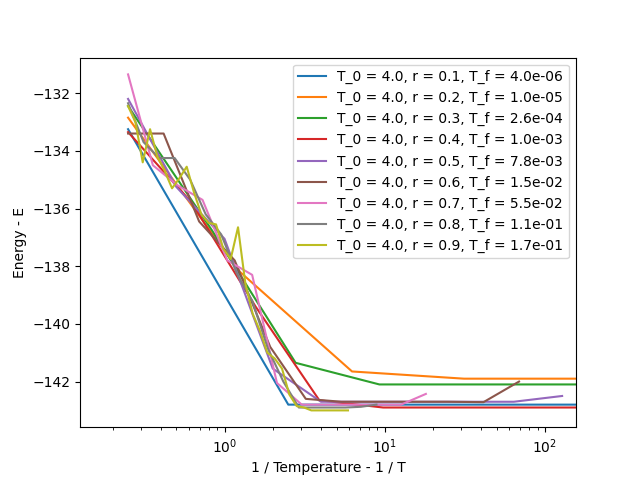 T_0 = 4.0, r = 0.1, T_f = 4.0e-06
T_0 = 4.0, r = 0.2, T_f = 1.0e-05
T_0 = 4.0, r = 0.3, T_f = 2.6e-04
T_0 = 4.0, r = 0.4, T_f = 1.0e-03
T_0 = 4.0, r = 0.5, T_f = 7.8e-03
T_0 = 4.0, r = 0.6, T_f = 1.5e-02
T_0 = 4.0, r = 0.7, T_f = 5.5e-02
T_0 = 4.0, r = 0.8, T_f = 1.1e-01
T_0 = 4.0, r = 0.9, T_f = 1.7e-01
Energy - E
−132
−134
−136
−138
−140
−142
10⁰ 10¹ 10²
1 / Temperature - 1 / T